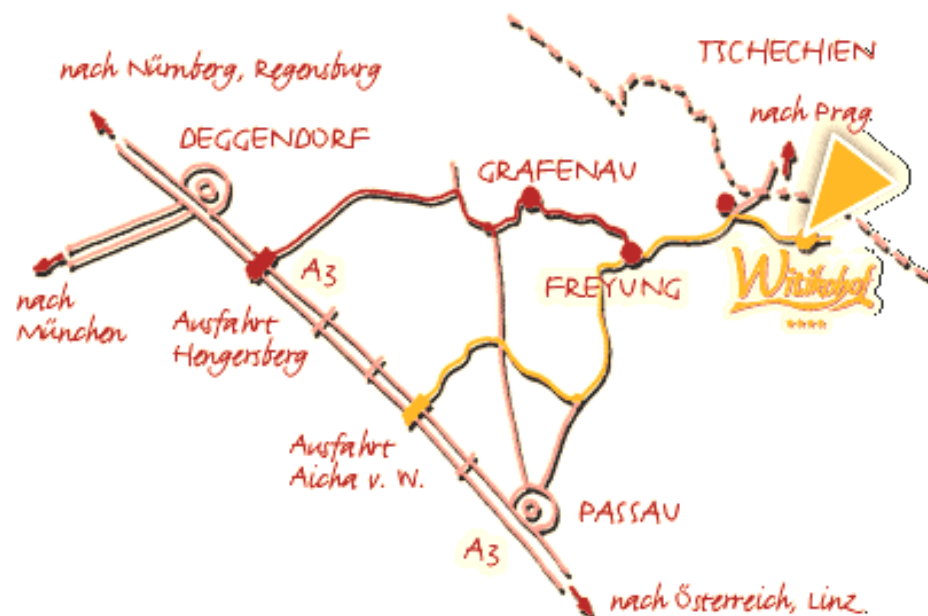 nach Nürnberg, Regensburg
TSCHECHIEN
nach Prag
DEGGENDORF
GRAFENAU
A3
FREYUNG
Witikohof
nach
München
Ausfahrt
Hengersberg
Ausfahrt
Aicha v. W.
PASSAU
A3
nach Österreich, Linz